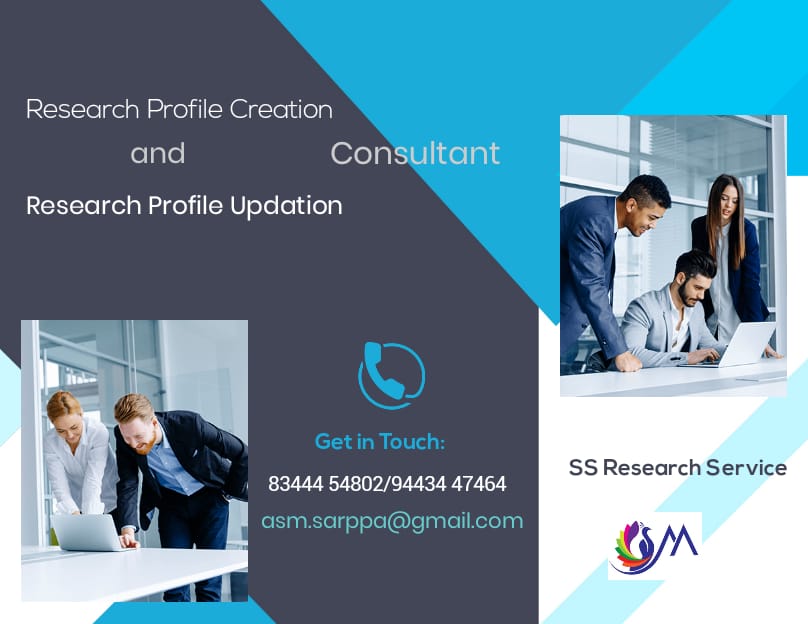 Research Profile Creation
and Consultant
Research Profile Updation
Get in Touch:
83444 54802/94434 47464
asm.sarppa@gmail.com
SS Research Service
SM